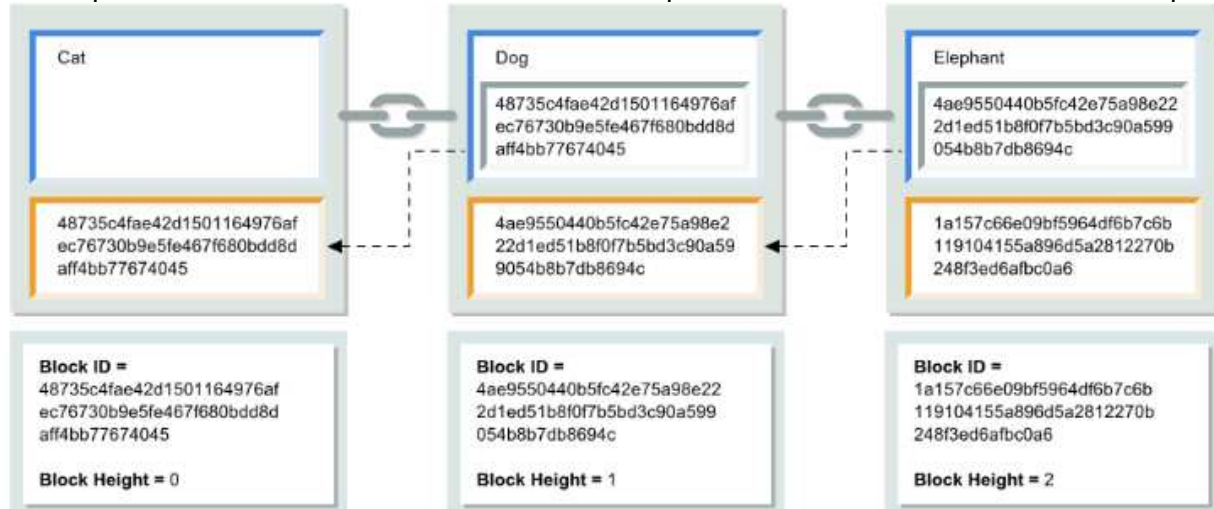 Cat
48735c4fae42d1501164976af
ec76730b9e5fe467f680bdd8d
aff4bb77674045
Block ID =
48735c4fae42d1501164976af
ec76730b9e5fe467f680bdd8d
aff4bb77674045
Block Height = 0
Dog
48735c4fae42d1501164976af
ec76730b9e5fe467f680bdd8d
aff4bb77674045
4ae9550440b5fc42e75a98e2
22d1ed51b8f0f7b5bd3c90a59
9054b8b7db8694c
Block ID =
4ae9550440b5fc42e75a98e22
2d1ed51b8f0f7b5bd3c90a599
054b8b7db8694c
Block Height = 1
Elephant
4ae9550440b5fc42e75a98e22
2d1ed51b8f0f7b5bd3c90a599
054b8b7db8694c
1a157c66e09bf5964df6b7c6b
119104155a896d5a2812270b
248f3ed6afbc0a6
Block ID =
1a157c66e09bf5964df6b7c6b
119104155a896d5a2812270b
248f3ed6afbc0a6
Block Height = 2